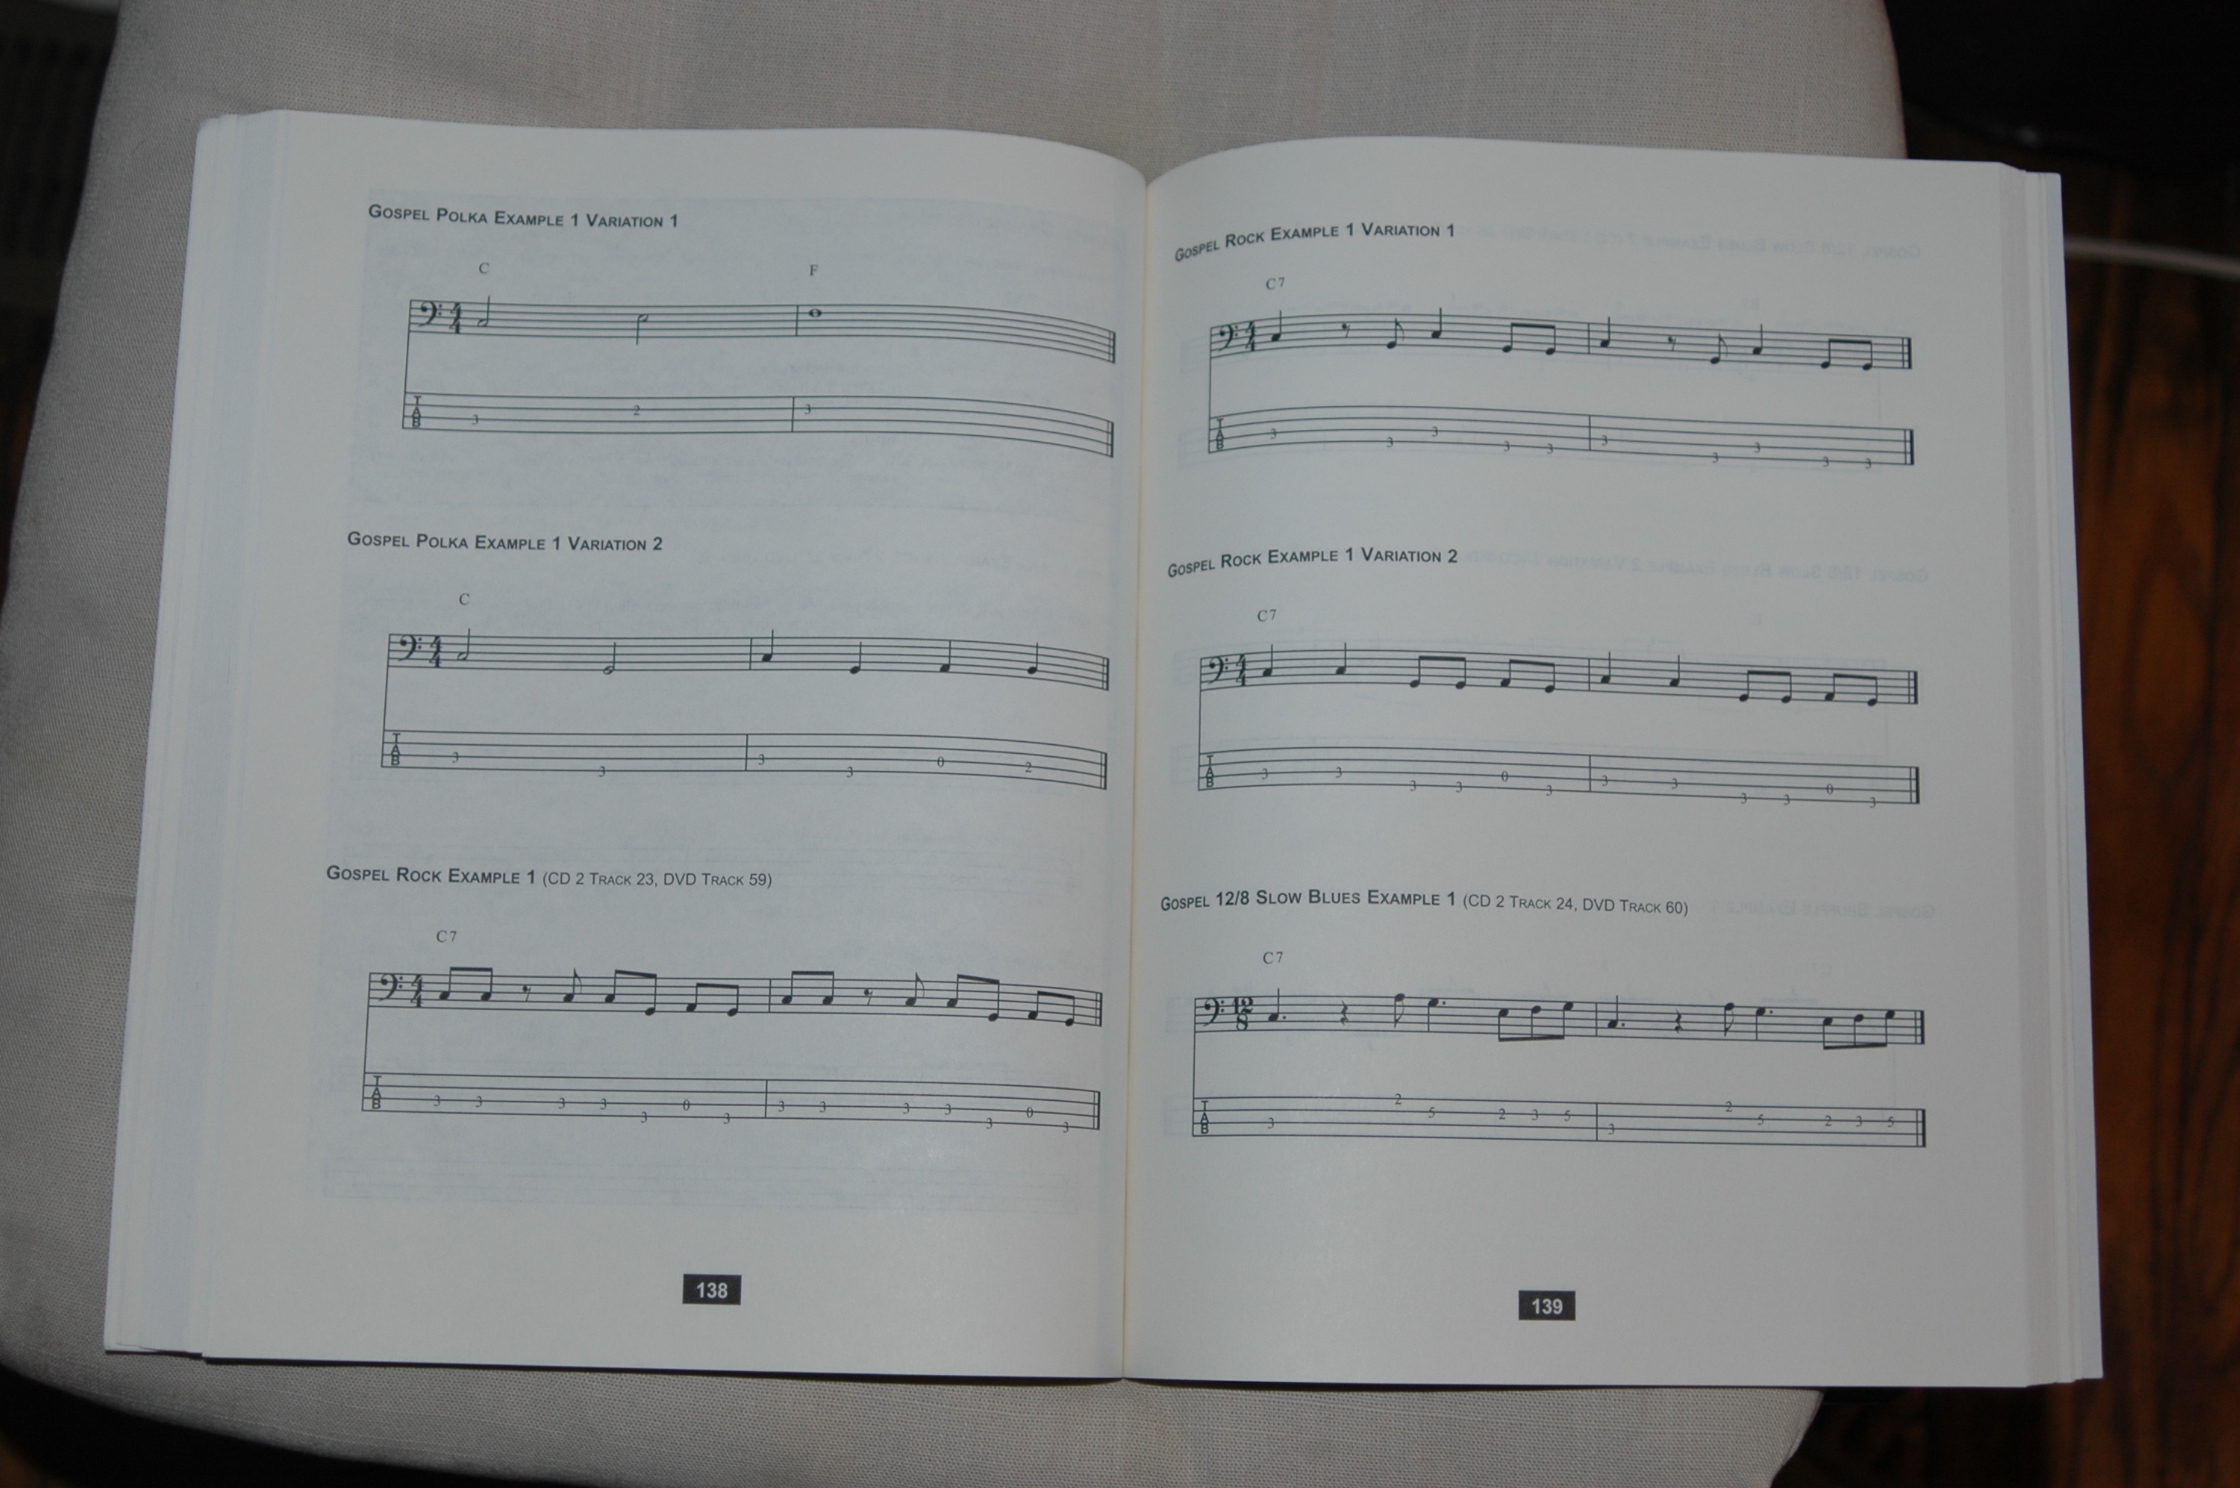 GOSPEL POLKA EXAMPLE 1 VARIATION 1
C F
4/4
T
A
B
3 2 3
GOSPEL POLKA EXAMPLE 1 VARIATION 2
C
4/4
T
A
B
3 3 3 3 0 2
GOSPEL ROCK EXAMPLE 1 (CD 2 TRACK 23, DVD TRACK 59)
C7
4/4
T
A
B
3 3 3 3 3 0 3 3 3 3 3 3 0 3
138
GOSPEL ROCK EXAMPLE 1 VARIATION 1
C7
4/4
T
A
B
3 3 3 3 3 3 3 3 3 3
GOSPEL ROCK EXAMPLE 1 VARIATION 2
C7
4/4
T
A
B
3 3 3 3 0 3 3 3 3 3 0 3
GOSPEL 12/8 SLOW BLUES EXAMPLE 1 (CD 2 TRACK 24, DVD TRACK 60)
C7
12/8
T
A
B
3 2 5 2 3 5 3 2 5 2 3 5
139